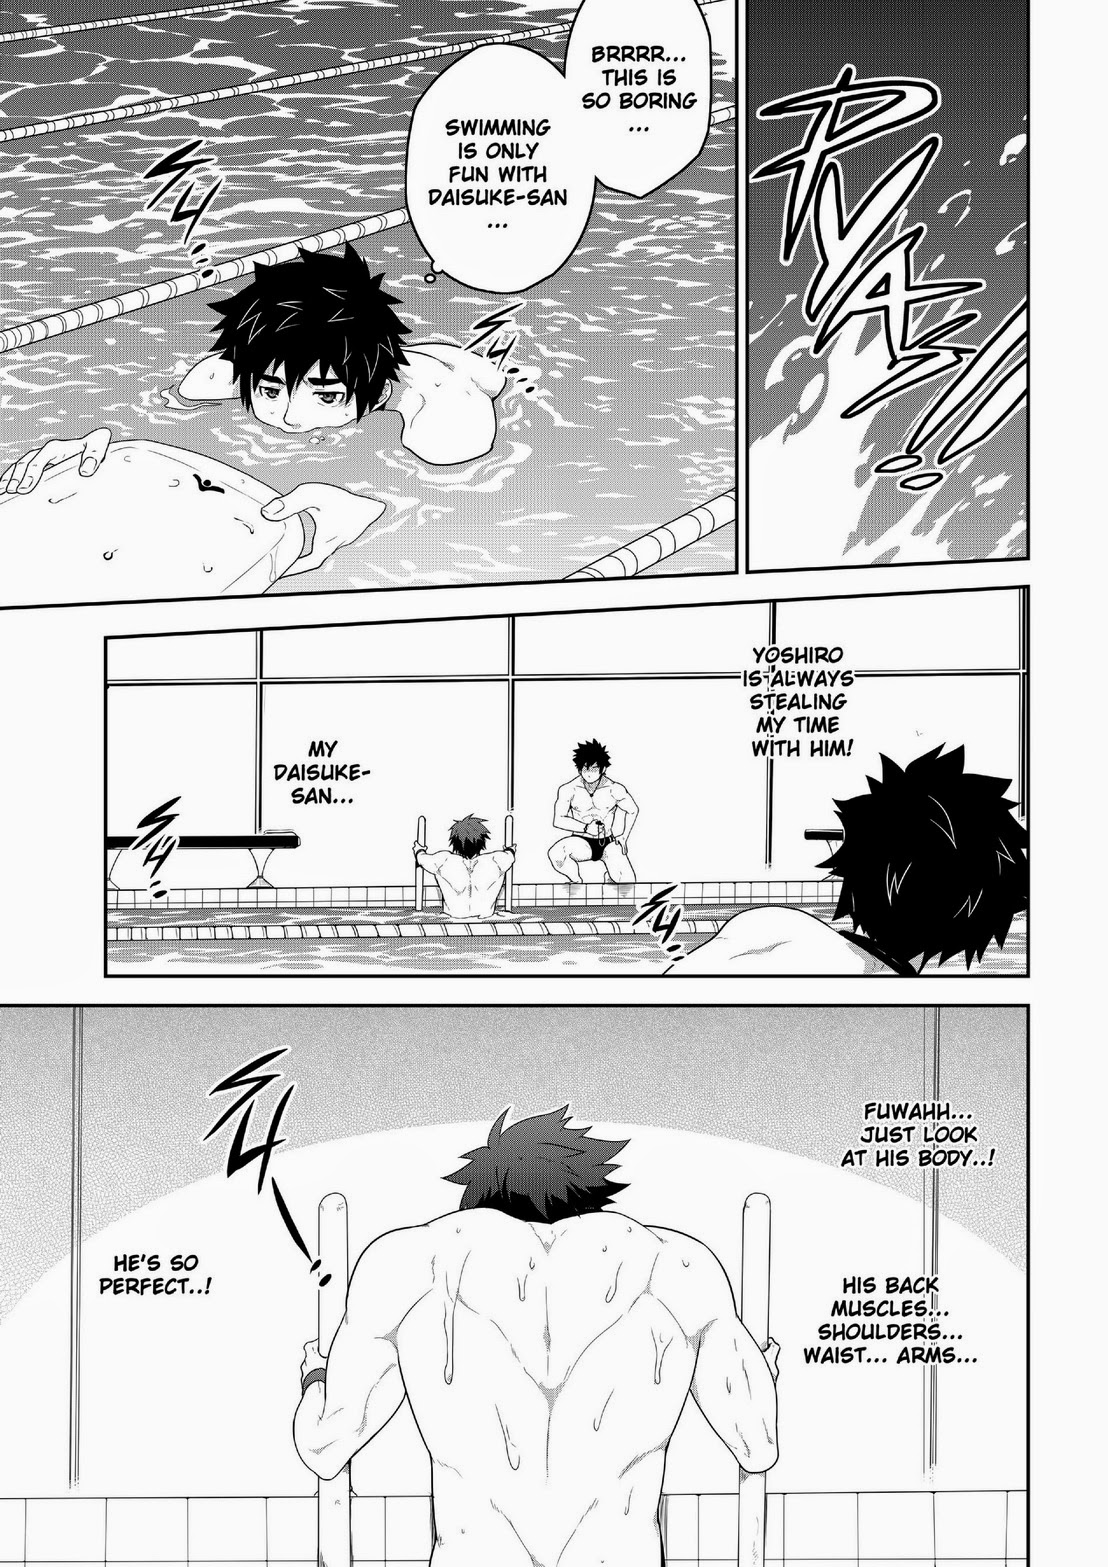 PYASH!!
BRRRR...
THIS IS
SO BORING
...
SWIMMING
IS ONLY
FUN WITH
DAISUKE-SAN
...
YOSHIRO
IS ALWAYS
STEALING
MY TIME
WITH HIM!
MY
DAISUKE-
SAN...
FUWAHH...
JUST LOOK
AT HIS BODY..!
HIS BACK
MUSCLES...
SHOULDERS...
WAIST... ARMS...
HE'S SO
PERFECT..!